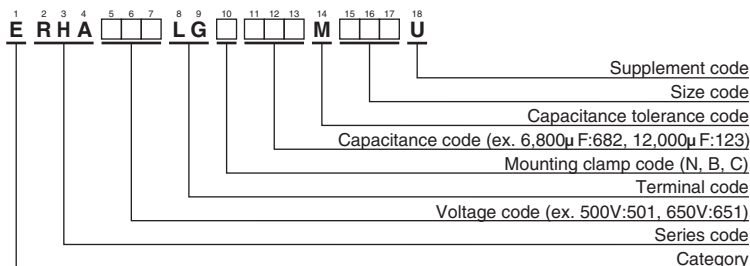 1 2 3 4 5 6 7 8 9 10 11 12 13 14 15 16 17 18
E R H A L G M U
Supplement code
Size code
Capacitance tolerance code
Capacitance code (ex. 6,800μF:682, 12,000μF:123)
Mounting clamp code (N, B, C)
Terminal code
Voltage code (ex. 500V:501, 650V:651)
Series code
Category